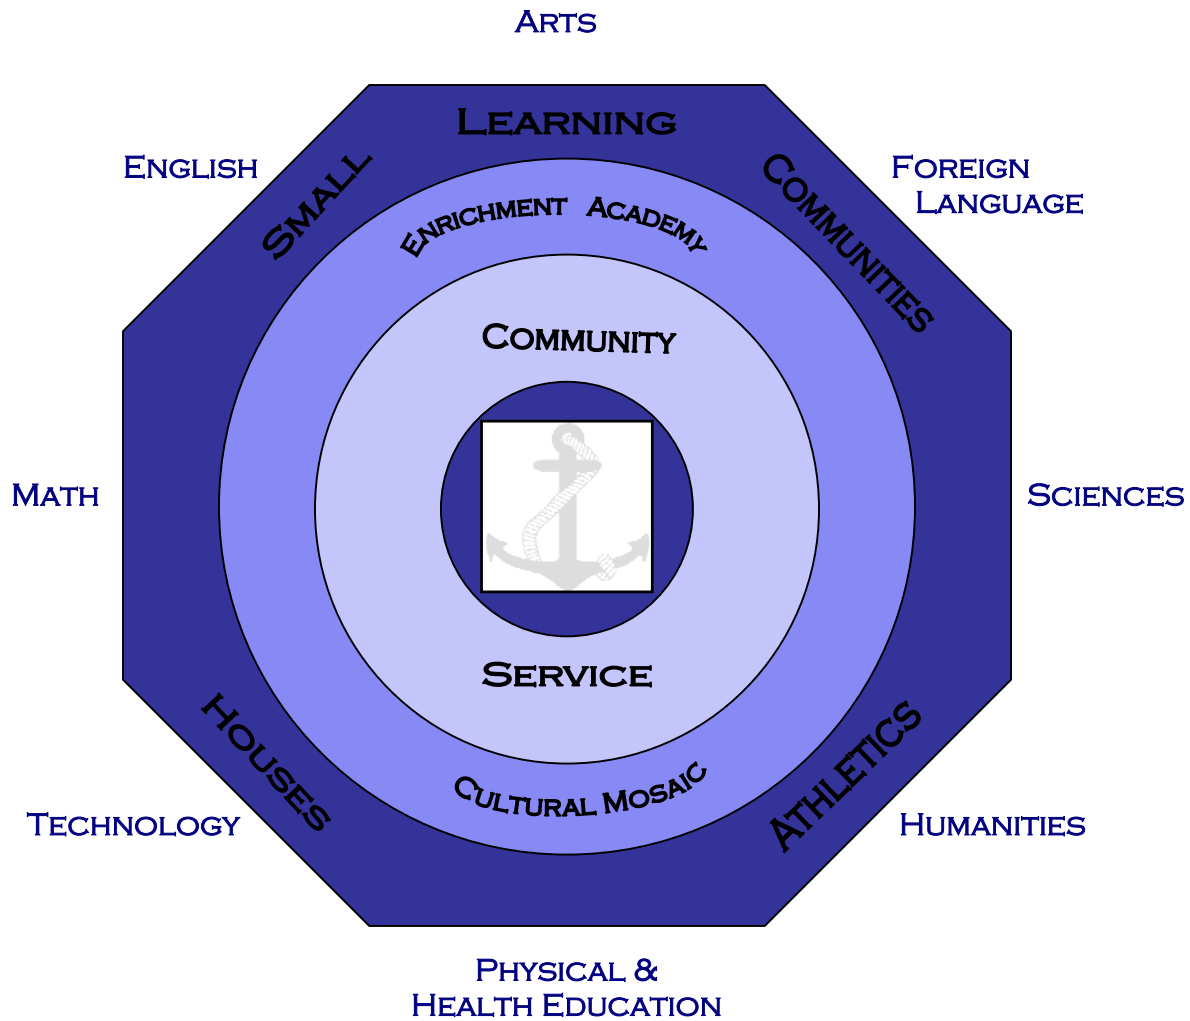 Arts
English
Foreign
Language
Small
Learning
Communities
Enrichment Academy
Community
Math
Sciences
Service
Cultural Mosaic
Houses
Athletics
Technology
Humanities
Physical &
Health Education